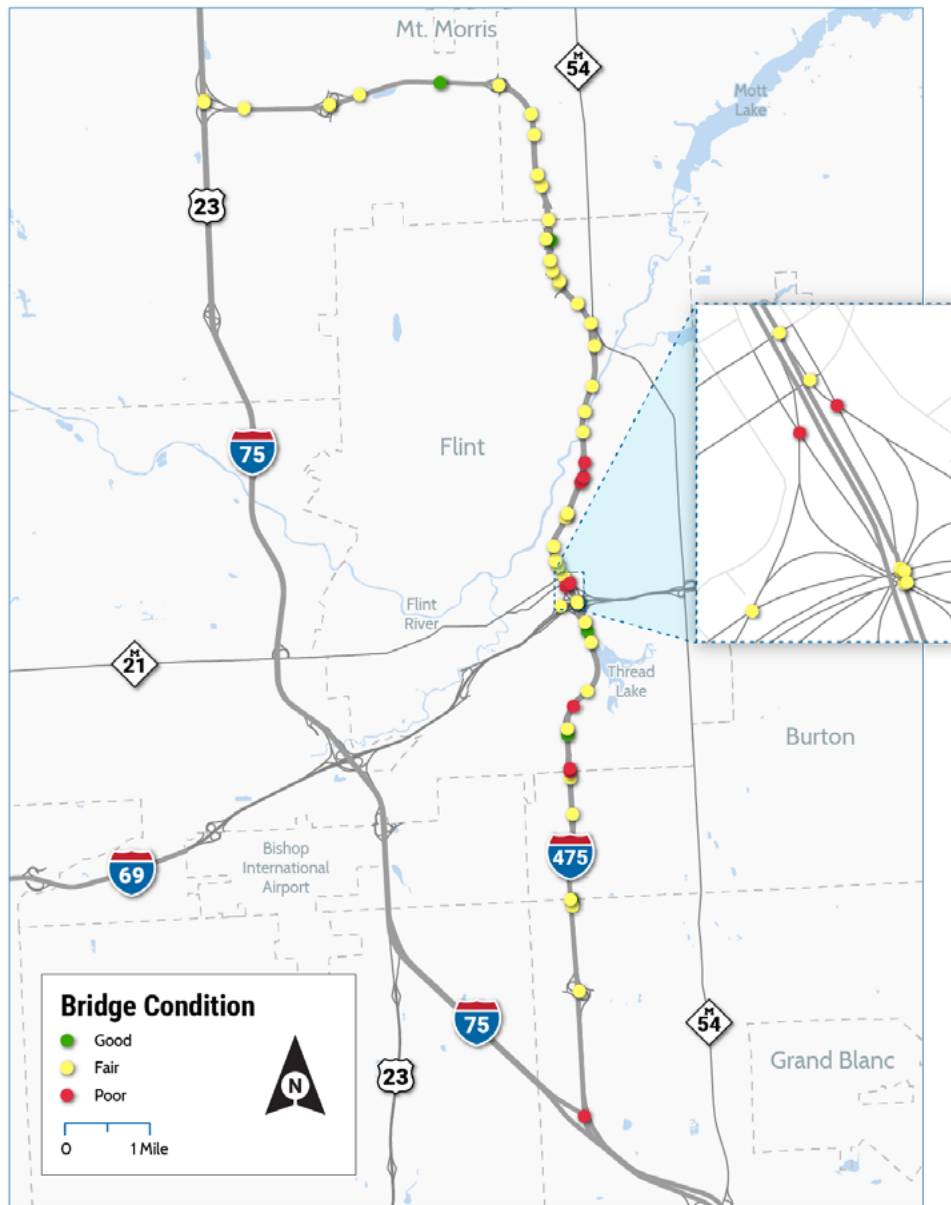 Mt. Morris
M
54
Mott
Lake
23
75
Flint
Flint
River
M
21
Thread
Lake
Burton
475
Bishop
International
Airport
69
Bridge Condition
Good
Fair
Poor
N
0
1 Mile
75
23
M
54
Grand Blanc